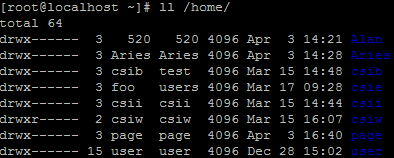 [root@localhost ~]# ll /home/
total 64
drwx------  3   520   520 4096 Apr  3 14:21 Alan
drwx------  3 Aries Aries 4096 Apr  3 14:28 Aries
drwx------  3 csib  test  4096 Mar 15 14:48 csib
drwx------  3 foo   users 4096 Mar 17 09:28 csie
drwx------  3 csii  csii  4096 Mar 15 14:44 csii
drwxr-----  2 csiw  csiw  4096 Mar 15 16:07 csiw
drwx------  3 page  page  4096 Apr  3 16:40 page
drwx------ 15 user  user  4096 Dec 28 15:02 user